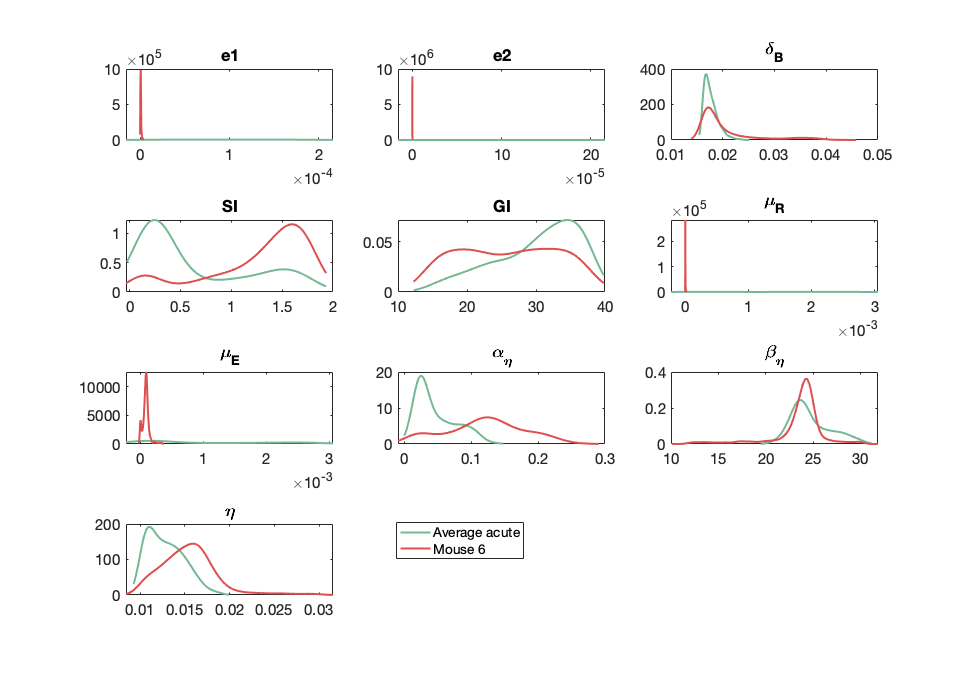 e1
×10^5
10
5
0
0 1 2
×10^-4
e2
×10^6
10
5
0
0 10 20
×10^-5
δ_B
400
200
0
0.01 0.02 0.03 0.04 0.05
SI
1
0.5
0
0 0.5 1 1.5 2
GI
0.05
0
10 20 30 40
μ_R
×10^5
2
1
0
0 1 2 3
×10^-3
μ_E
10000
5000
0
0 1 2 3
×10^-3
α_η
20
10
0
0 0.1 0.2 0.3
β_η
0.4
0.2
0
10 15 20 25 30
η
200
100
0
0.01 0.015 0.02 0.025 0.03
Average acute
Mouse 6